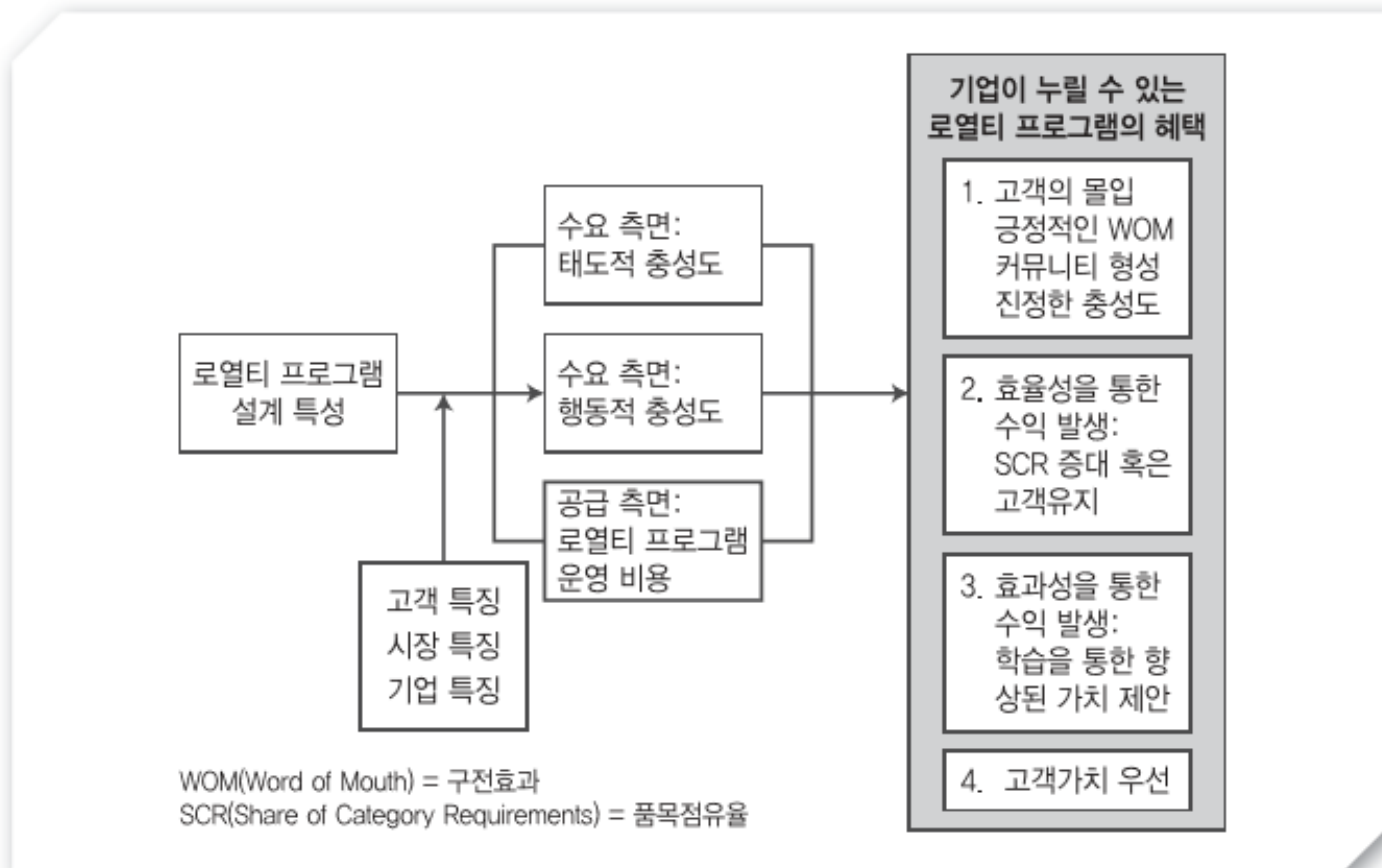 로열티 프로그램
설계 특성
고객 특징
시장 특징
기업 특징
수요 측면:
태도적 충성도
수요 측면:
행동적 충성도
공급 측면:
로열티 프로그램
운영 비용
기업이 누릴 수 있는
로열티 프로그램의 혜택
1. 고객의 몰입
긍정적인 WOM
커뮤니티 형성
진정한 충성도
2. 효율성을 통한
수익 발생:
SCR 증대 혹은
고객유지
3. 효과성을 통한
수익 발생:
학습을 통한 향
상된 가치 제안
4. 고객가치 우선
WOM(Word of Mouth) = 구전효과
SCR(Share of Category Requirements) = 품목점유율